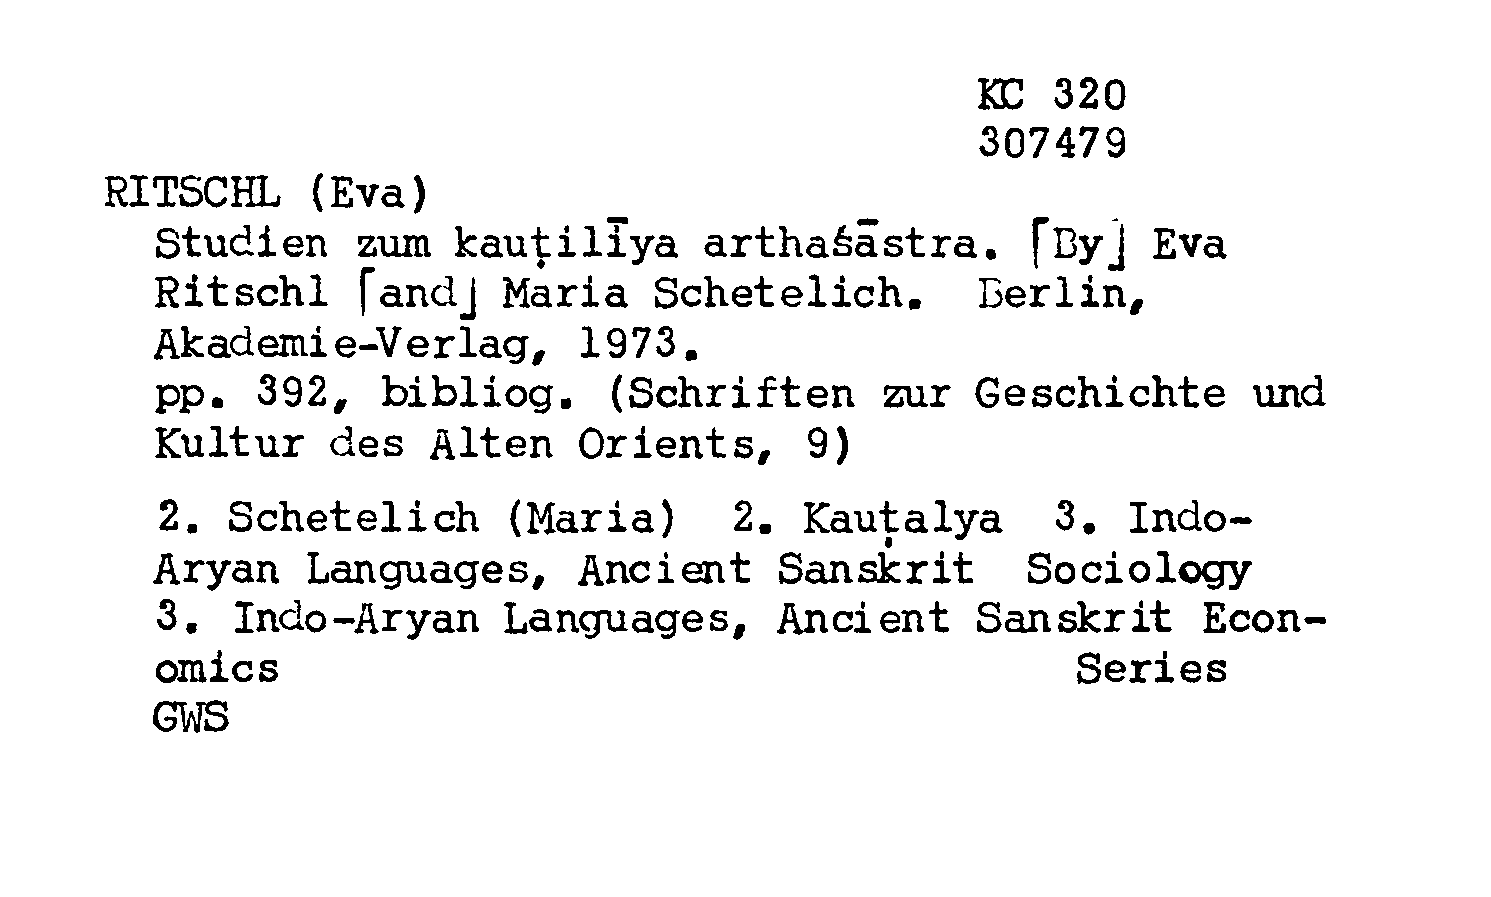 KC 320
307479
RITSCHL (Eva)
Studien zum kauṭilīya arthaśāstra. ⌈By⌋ Eva
Ritschl ⌈and⌋ Maria Schetelich. Berlin,
Akademie-Verlag, 1973.
pp. 392, bibliog. (Schriften zur Geschichte und
Kultur des Alten Orients, 9)
2. Schetelich (Maria) 2. Kauṭalya 3. Indo-
Aryan Languages, Ancient Sanskrit Sociology
3. Indo-Aryan Languages, Ancient Sanskrit Econ-
omics Series
GWS